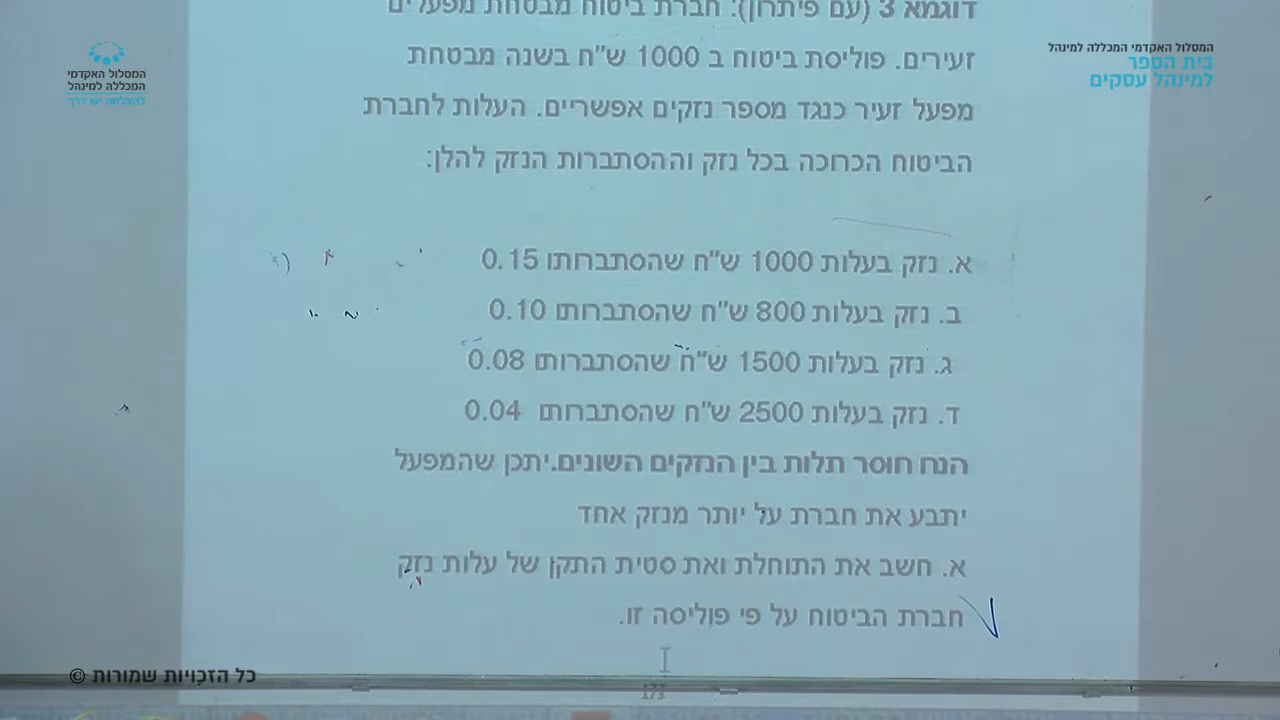 דוגמא 3 (עם פיתרון): חברת ביטוח מבטחת מפעלים
זעירים. פוליסת ביטוח ב 1000 ש"ח בשנה מבטחת
מפעל זעיר כנגד מספר נזקים אפשריים. העלות לחברת
הביטוח הכרוכה בכל נזק וההסתברות הנזק להלן:
א. נזק בעלות 1000 ש"ח שהסתברותו 0.15
ב. נזק בעלות 800 ש"ח שהסתברותו 0.10
ג. נזק בעלות 1500 ש"ח שהסתברותו 0.08
ד. נזק בעלות 2500 ש"ח שהסתברותו 0.04
הנח חוסר תלות בין הנזקים השונים.יתכן שהמפעל
יתבע את חברת על יותר מנזק אחד
א. חשב את התוחלת ואת סטית התקן של עלות נזק
חברת הביטוח על פי פוליסה זו.
173
המסלול האקדמי המכללה למינהל
בית הספר
למינהל עסקים
המסלול האקדמי
המכללה למינהל
להצלחה יש דרך
כל הזכויות שמורות ©